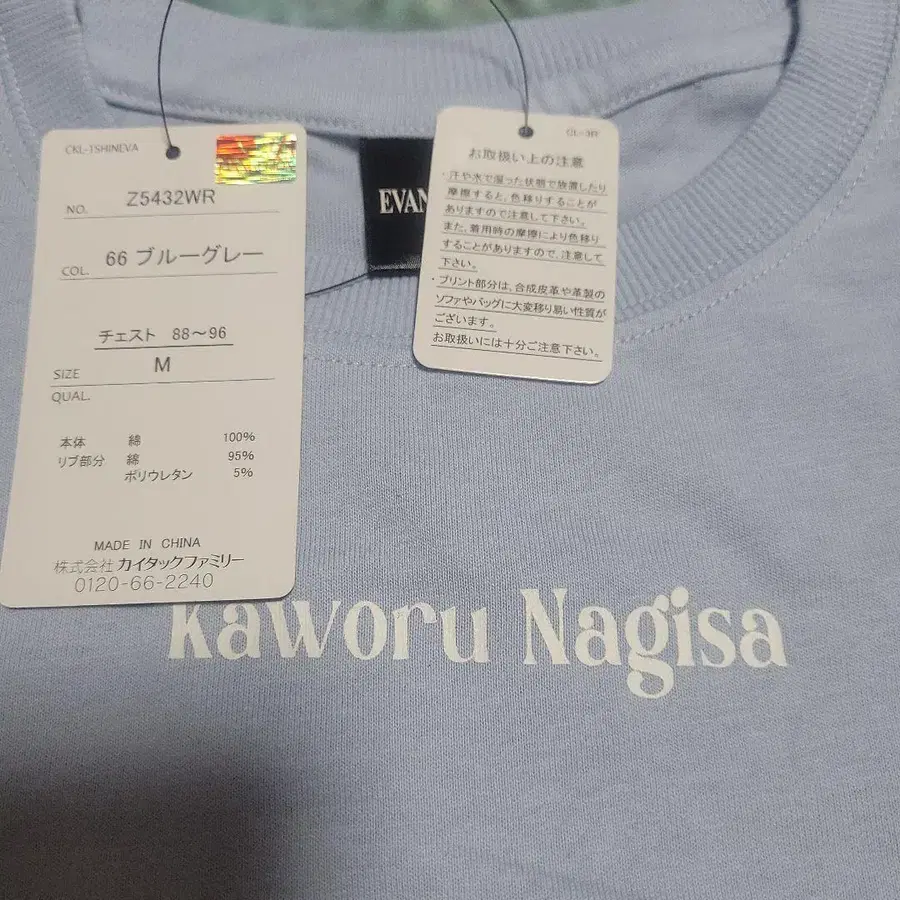 CKL-TSHINEVA
NO. Z5432WR
COL. 66 ブルーグレー
チェスト 88～96
SIZE M
QUAL.
本体 綿 100%
リブ部分 綿 95%
ポリウレタン 5%
MADE IN CHINA
株式会社 カイタックファミリー
0120-66-2240
EVAN
お取扱い上の注意
・汗や水で湿った状態で放置したり
摩擦すると、色移りすることが
ありますので注意して下さい。
また、着用時の摩擦により色移り
することがありますので、注意して
下さい。
・プリント部分は、合成皮革や革製の
ソファやバッグに大変移り易い性質が
ございます。
お取扱いには十分ご注意下さい。
Kaworu Nagisa